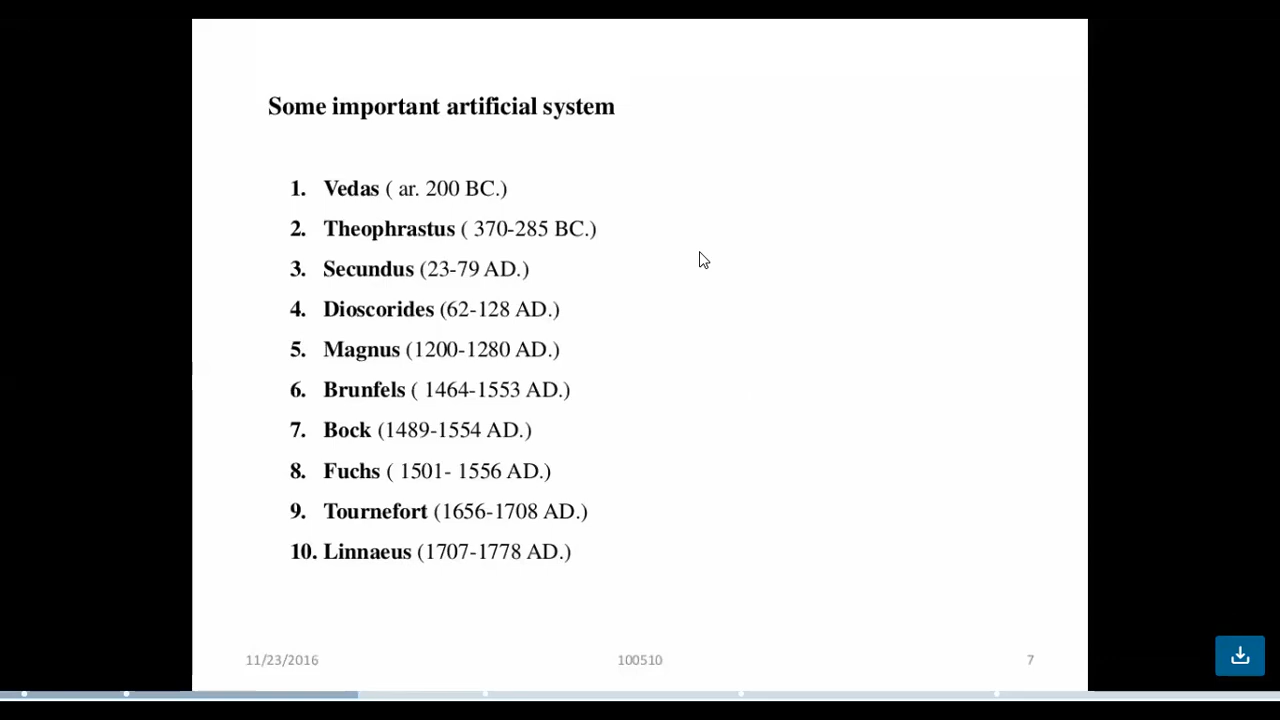 Some important artificial system
1. Vedas ( ar. 200 BC.)
2. Theophrastus ( 370-285 BC.)
3. Secundus (23-79 AD.)
4. Dioscorides (62-128 AD.)
5. Magnus (1200-1280 AD.)
6. Brunfels ( 1464-1553 AD.)
7. Bock (1489-1554 AD.)
8. Fuchs ( 1501- 1556 AD.)
9. Tournefort (1656-1708 AD.)
10. Linnaeus (1707-1778 AD.)
11/23/2016 100510 7